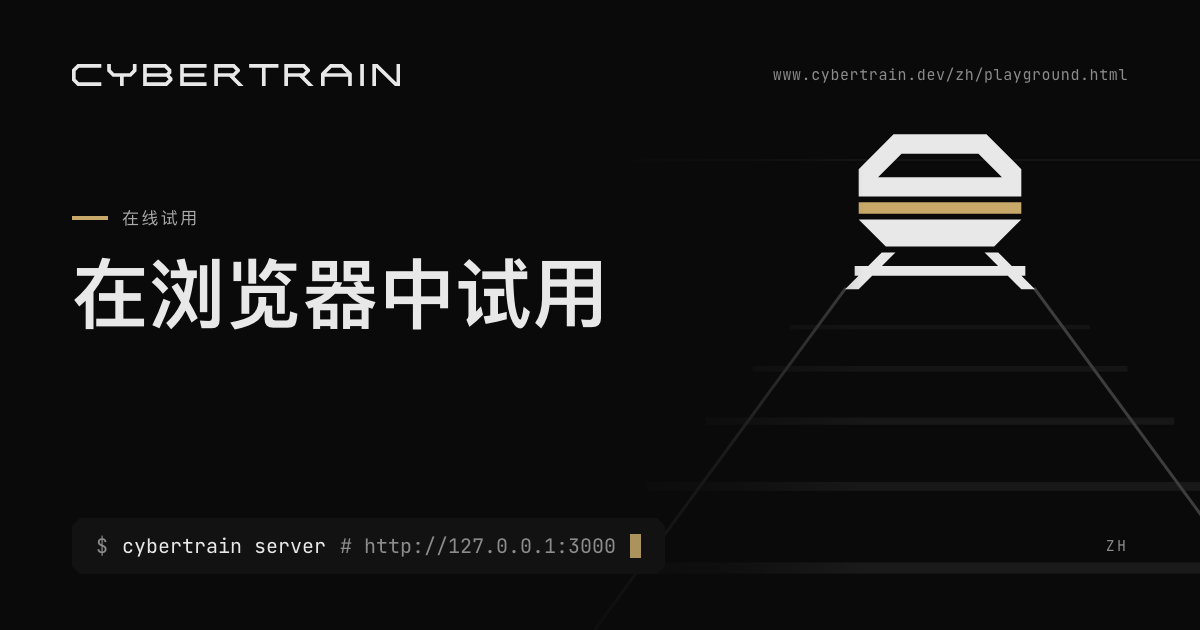 CYBERTRAIN
www.cybertrain.dev/zh/playground.html
在线试用
在浏览器中试用
$ cybertrain server # http://127.0.0.1:3000
ZH